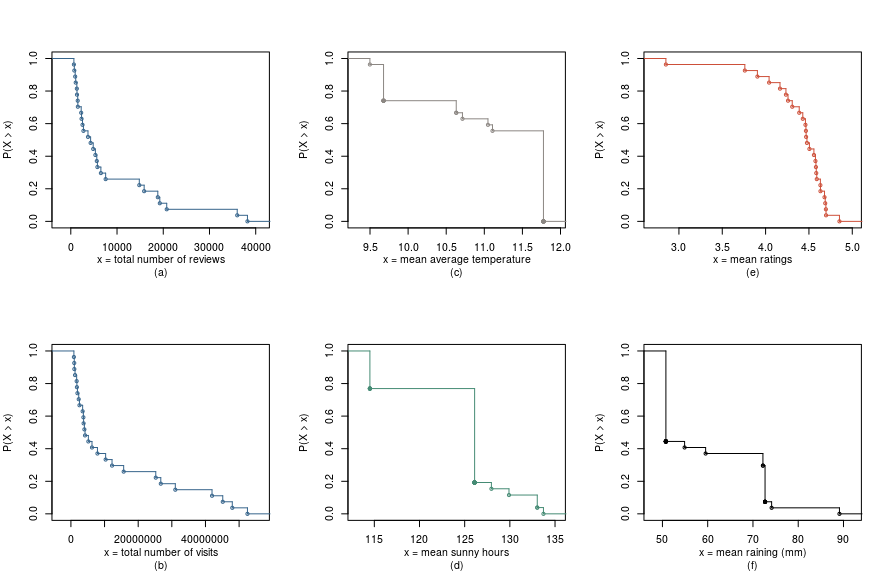 P(X > x)
1.0
0.8
0.6
0.4
0.2
0.0
0 10000 20000 30000 40000
x = total number of reviews
(a)
P(X > x)
1.0
0.8
0.6
0.4
0.2
0.0
9.5 10.0 10.5 11.0 11.5 12.0
x = mean average temperature
(c)
P(X > x)
1.0
0.8
0.6
0.4
0.2
0.0
3.0 3.5 4.0 4.5 5.0
x = mean ratings
(e)
P(X > x)
1.0
0.8
0.6
0.4
0.2
0.0
0 20000000 40000000
x = total number of visits
(b)
P(X > x)
1.0
0.8
0.6
0.4
0.2
0.0
115 120 125 130 135
x = mean sunny hours
(d)
P(X > x)
1.0
0.8
0.6
0.4
0.2
0.0
50 60 70 80 90
x = mean raining (mm)
(f)